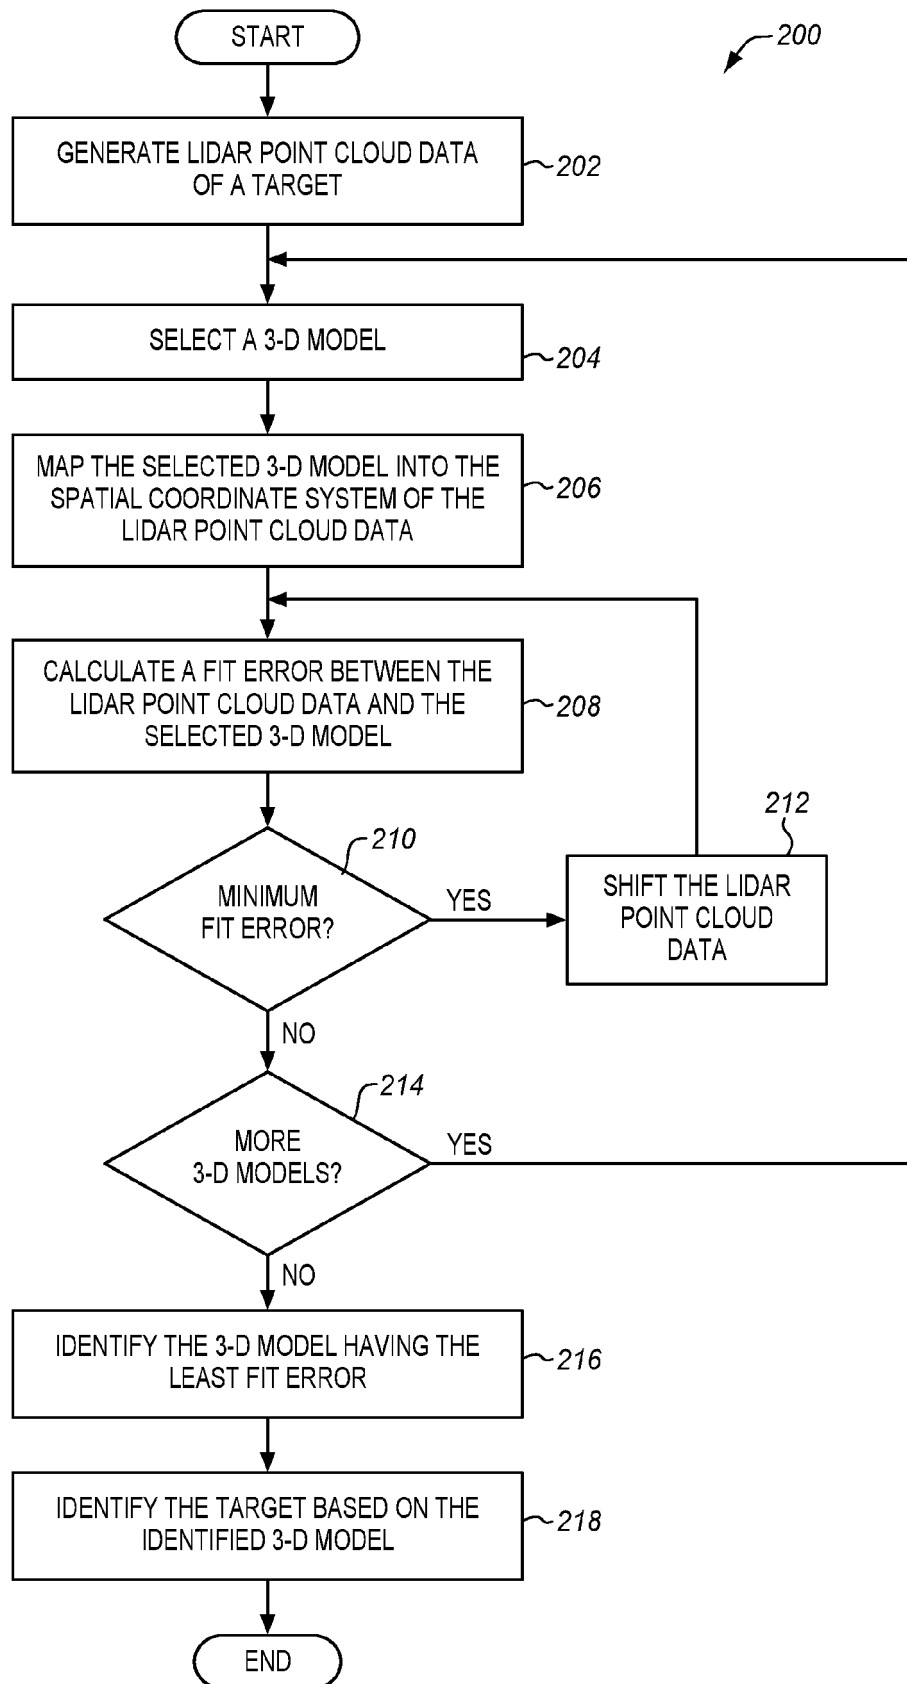 START
200
GENERATE LIDAR POINT CLOUD DATA
OF A TARGET
202
SELECT A 3-D MODEL
204
MAP THE SELECTED 3-D MODEL INTO THE
SPATIAL COORDINATE SYSTEM OF THE
LIDAR POINT CLOUD DATA
206
CALCULATE A FIT ERROR BETWEEN THE
LIDAR POINT CLOUD DATA AND THE
SELECTED 3-D MODEL
208
210
MINIMUM
FIT ERROR?
YES
212
SHIFT THE LIDAR
POINT CLOUD
DATA
NO
214
MORE
3-D MODELS?
YES
NO
IDENTIFY THE 3-D MODEL HAVING THE
LEAST FIT ERROR
216
IDENTIFY THE TARGET BASED ON THE
IDENTIFIED 3-D MODEL
218
END